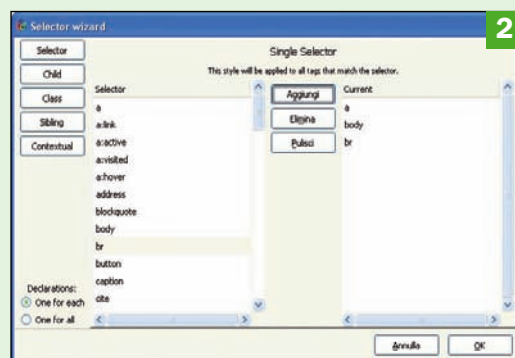 Selector wizard
2
Selector
Child
Class
Sibling
Contextual
Declarations:
One for each
One for all
Single Selector
This style will be applied to all tags that match the selector.
Selector
a
a:link
a:active
a:visited
a:hover
address
blockquote
body
br
button
caption
cite
Aggiungi
Elimina
Pulisci
Current
a
body
br
Annulla
OK